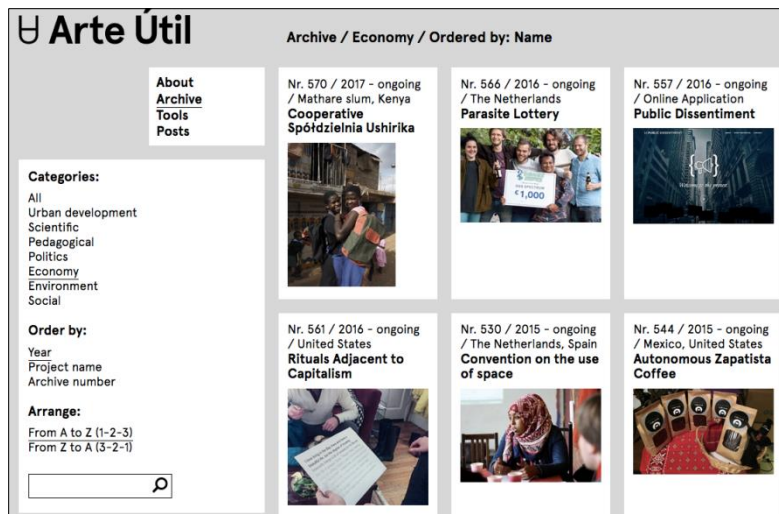 Arte Útil
Archive / Economy / Ordered by: Name
About
Archive
Tools
Posts
Categories:
All
Urban development
Scientific
Pedagogical
Politics
Economy
Environment
Social
Order by:
Year
Project name
Archive number
Arrange:
From A to Z (1-2-3)
From Z to A (3-2-1)
Nr. 570 / 2017 - ongoing
/ Mathare slum, Kenya
Cooperative
Spółdzielnia Ushirika
Nr. 566 / 2016 - ongoing
/ The Netherlands
Parasite Lottery
€1,000
Nr. 557 / 2016 - ongoing
/ Online Application
Public Dissentiment
Nr. 561 / 2016 - ongoing
/ United States
Rituals Adjacent to
Capitalism
Nr. 530 / 2015 - ongoing
/ The Netherlands, Spain
Convention on the use
of space
Nr. 544 / 2015 - ongoing
/ Mexico, United States
Autonomous Zapatista
Coffee